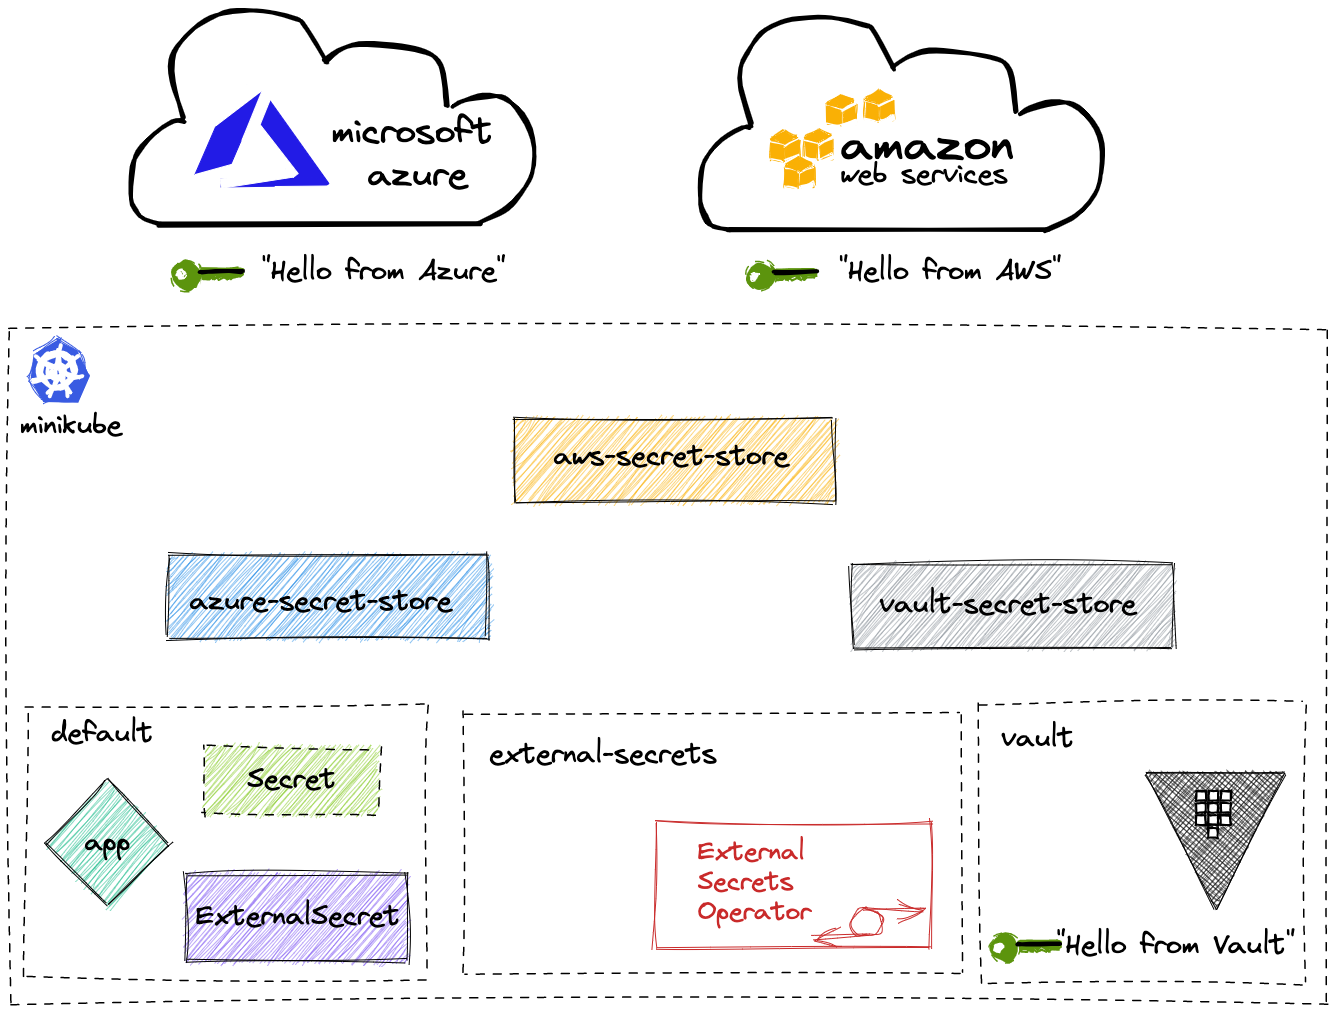 microsoft
azure
amazon
web services
"Hello from Azure"
"Hello from AWS"
minikube
aws-secret-store
azure-secret-store
vault-secret-store
default
Secret
app
ExternalSecret
external-secrets
External
Secrets
Operator
vault
"Hello from Vault"